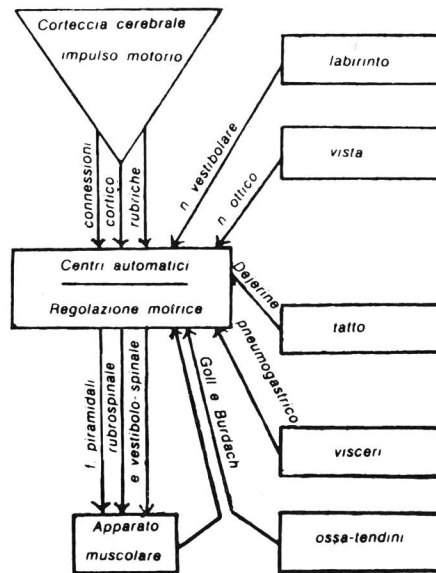 Corteccia cerebrale
impulso motorio
labirinto
n vestibolare
vista
n ottico
connessioni
cortico
rubriche
Centri automatici
Regolazione motrice
Dejerine
tatto
pneumogastrico
visceri
Goll e Burdach
f. piramidali
rubrospinale
e vestibolo-spinale
Apparato
muscolare
ossa-tendini